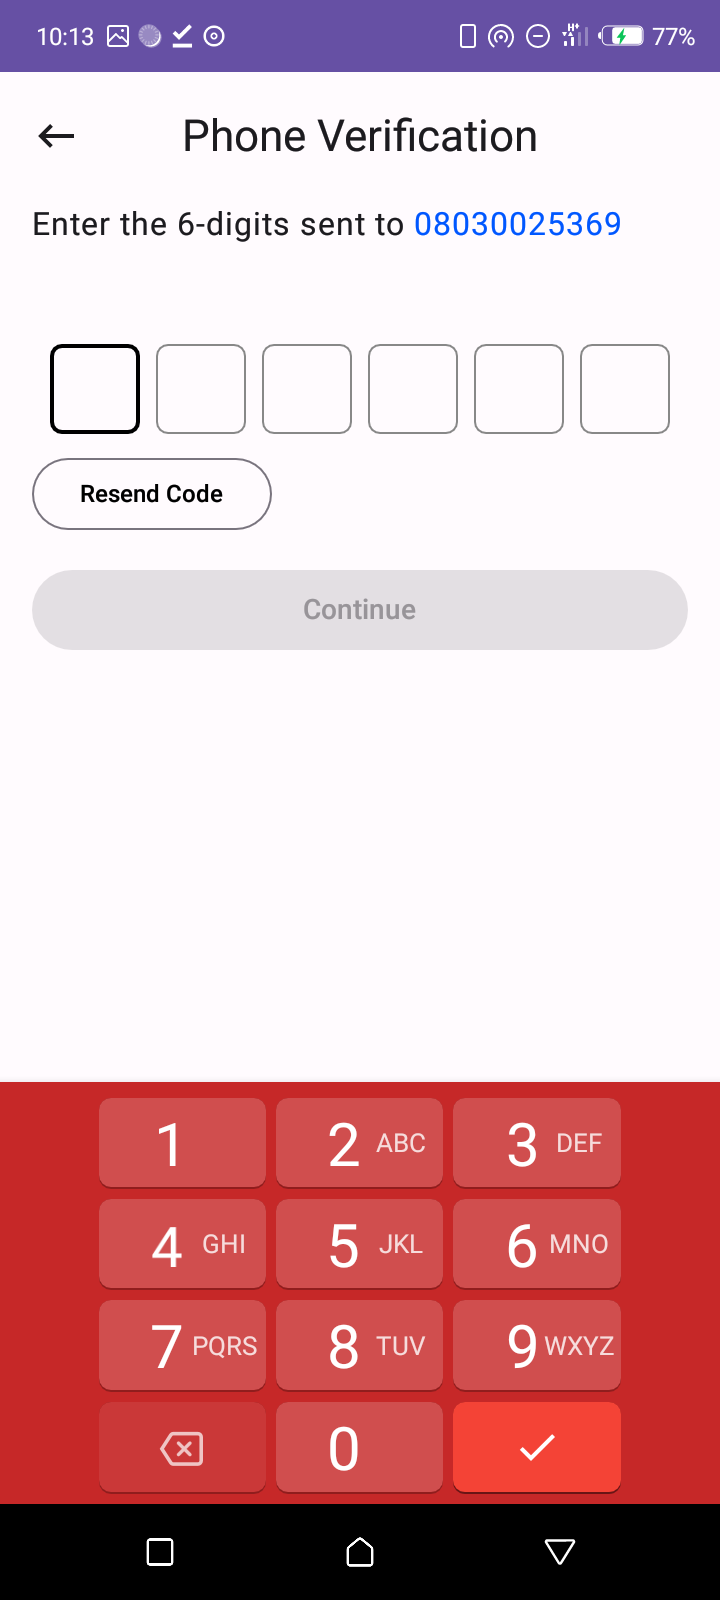 10:13 77%
Phone Verification
Enter the 6-digits sent to 08030025369
Resend Code
Continue
1 2 ABC 3 DEF
4 GHI 5 JKL 6 MNO
7 PQRS 8 TUV 9 WXYZ
0